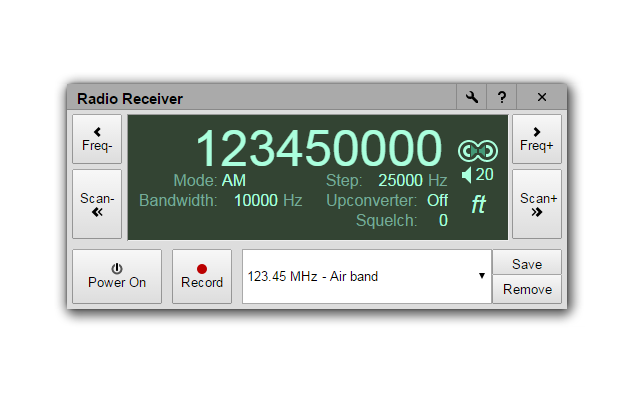 Radio Receiver ? ×
Freq- 123450000 Freq+
Mode: AM Step: 25000 Hz 20
Scan- Bandwidth: 10000 Hz Upconverter: Off ft Scan+
Squelch: 0
Power On Record 123.45 MHz - Air band Save
Remove